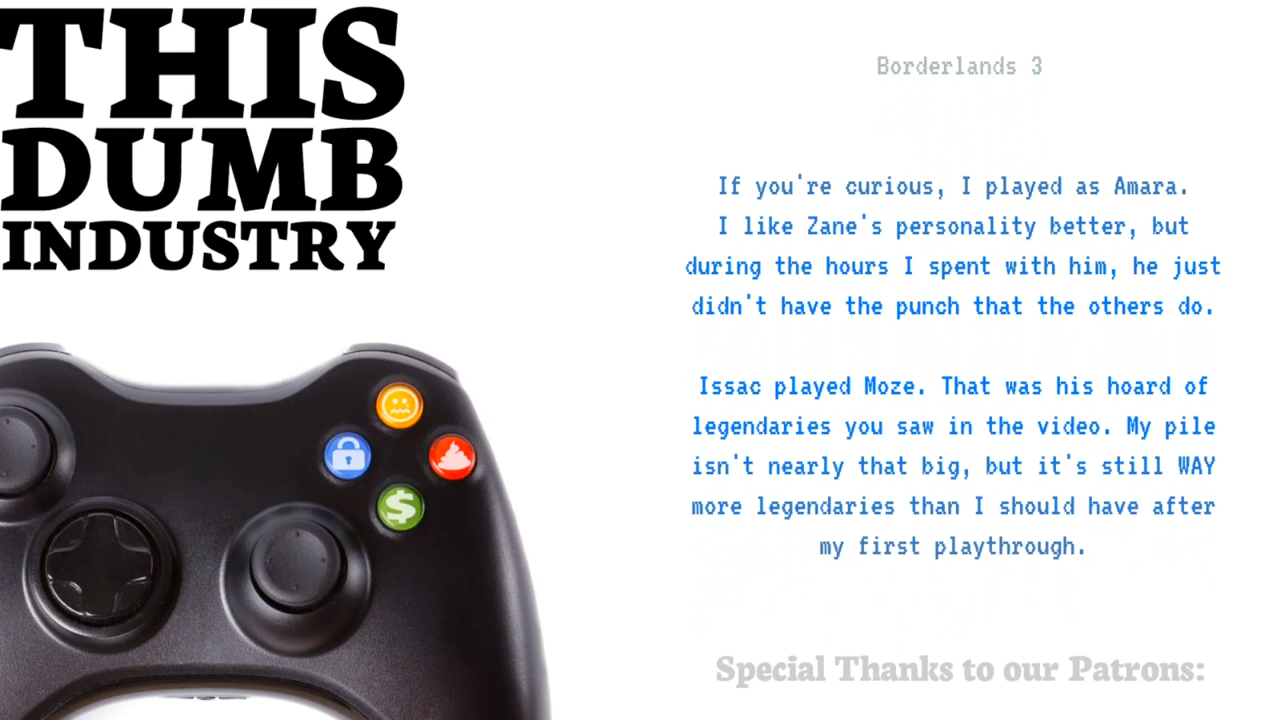 THIS
DUMB
INDUSTRY
Borderlands 3
If you're curious, I played as Amara.
I like Zane's personality better, but
during the hours I spent with him, he just
didn't have the punch that the others do.
Issac played Moze. That was his hoard of
legendaries you saw in the video. My pile
isn't nearly that big, but it's still WAY
more legendaries than I should have after
my first playthrough.
Special Thanks to our Patrons: